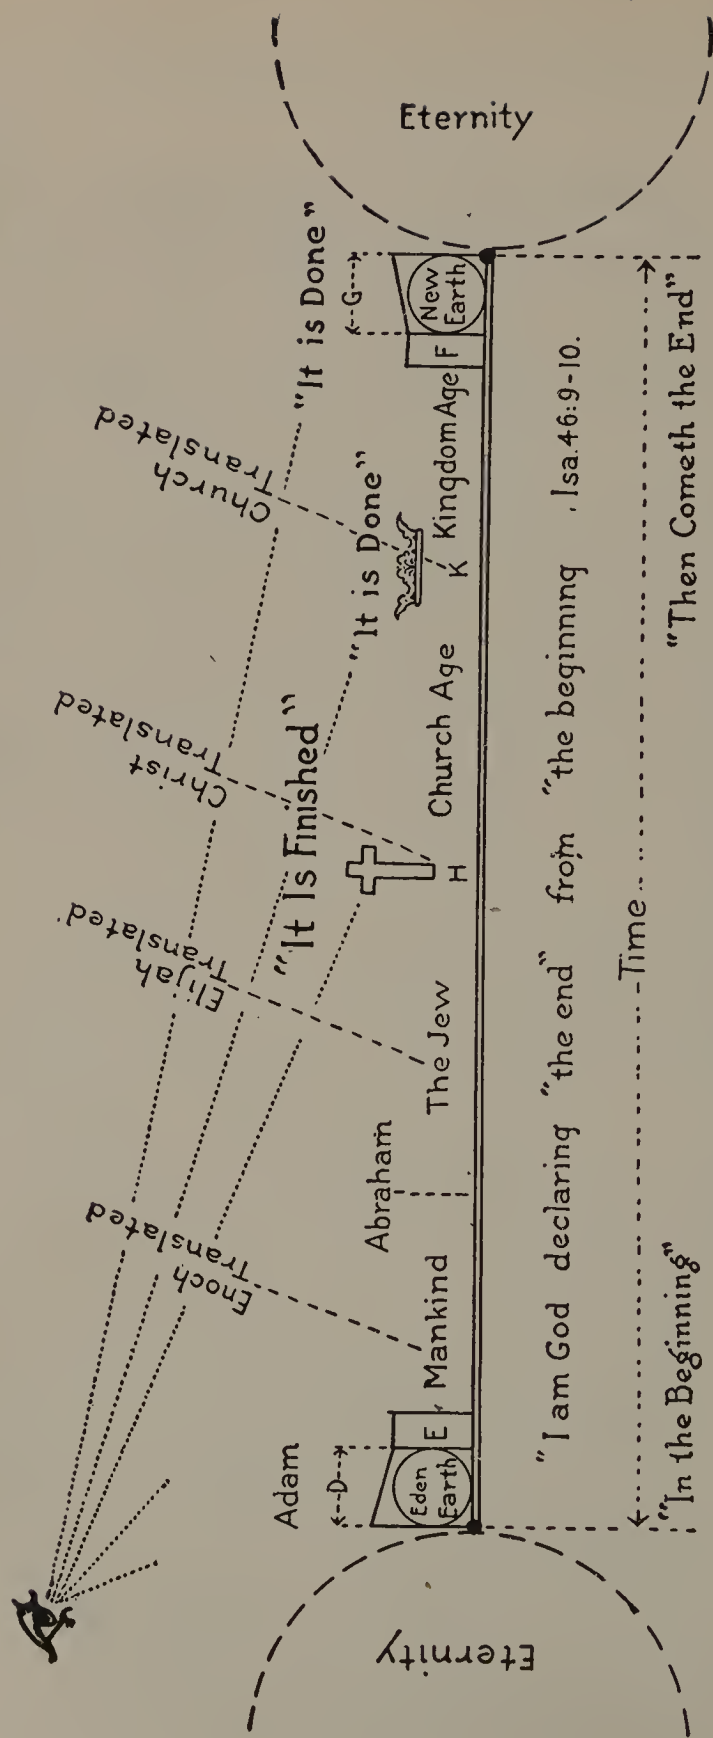 Eternity
Adam
D
Eden
Earth
E
Mankind
Enoch
Translated
Abraham
The Jew
Elijah
Translated
H
"It Is Finished"
Christ
Translated
Church Age
K
"It is Done"
Church
Translated
Kingdom Age
F
G
New
Earth
"It is Done"
Eternity
"I am God declaring "the end" from "the beginning . Isa.46:9-10.
Time
"In the Beginning"
"Then Cometh the End"